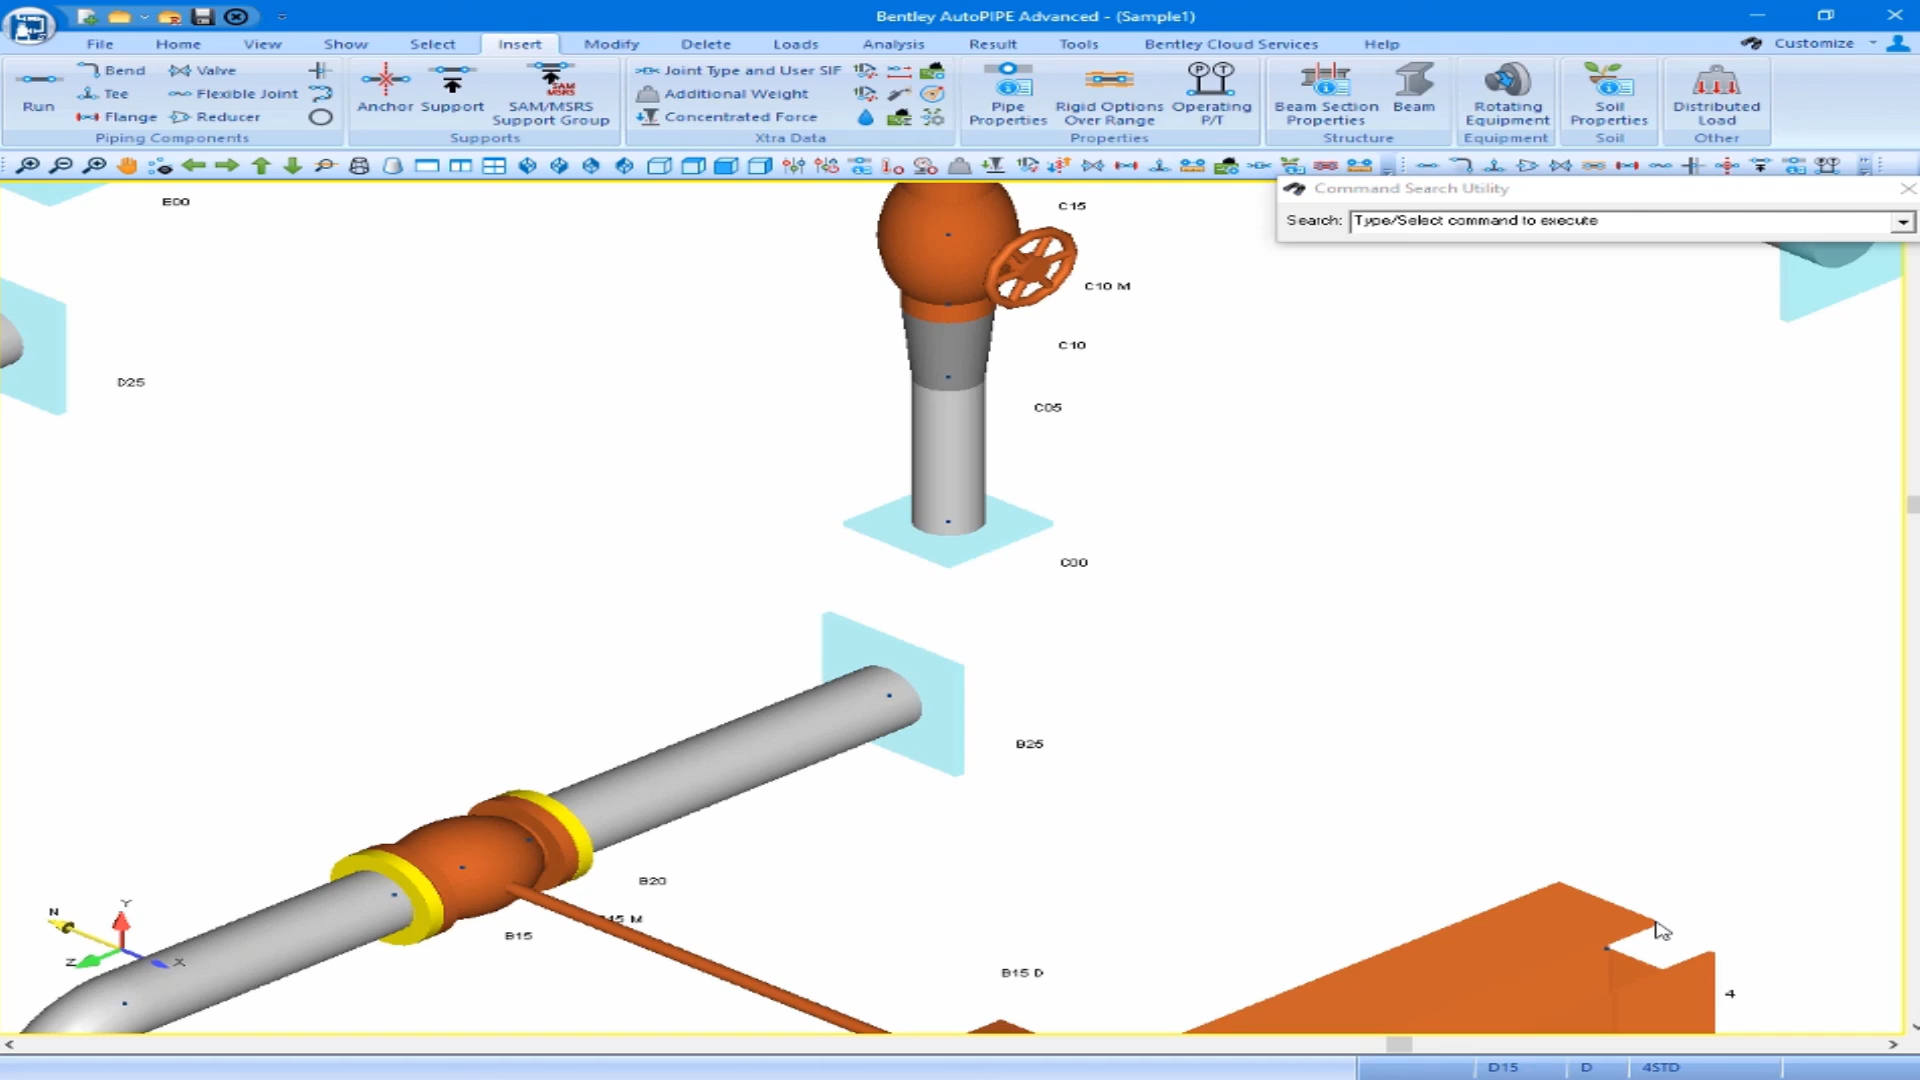 Bentley AutoPIPE Advanced - (Sample1)
File Home View Show Select Insert Modify Delete Loads Analysis Result Tools Bentley Cloud Services Help Customize
Run
Bend Valve
Tee Flexible Joint
Flange Reducer
Piping Components
Anchor Support SAM/MSRS Support Group
SAM
MSRS
Supports
Joint Type and User SIF
Additional Weight
Concentrated Force
Xtra Data
Pipe Properties
Rigid Options Over Range
Operating P/T
P T
Properties
Beam Section Properties
Beam
Structure
Rotating Equipment
Equipment
Soil Properties
Soil
Distributed Load
Other
Command Search Utility
Search: Type/Select command to execute
E00
C15
C10 M
C10
D25
C05
C00
B25
B20
B15 M
B15
B15 D
4
N
Y
Z
X
D15 D 4STD